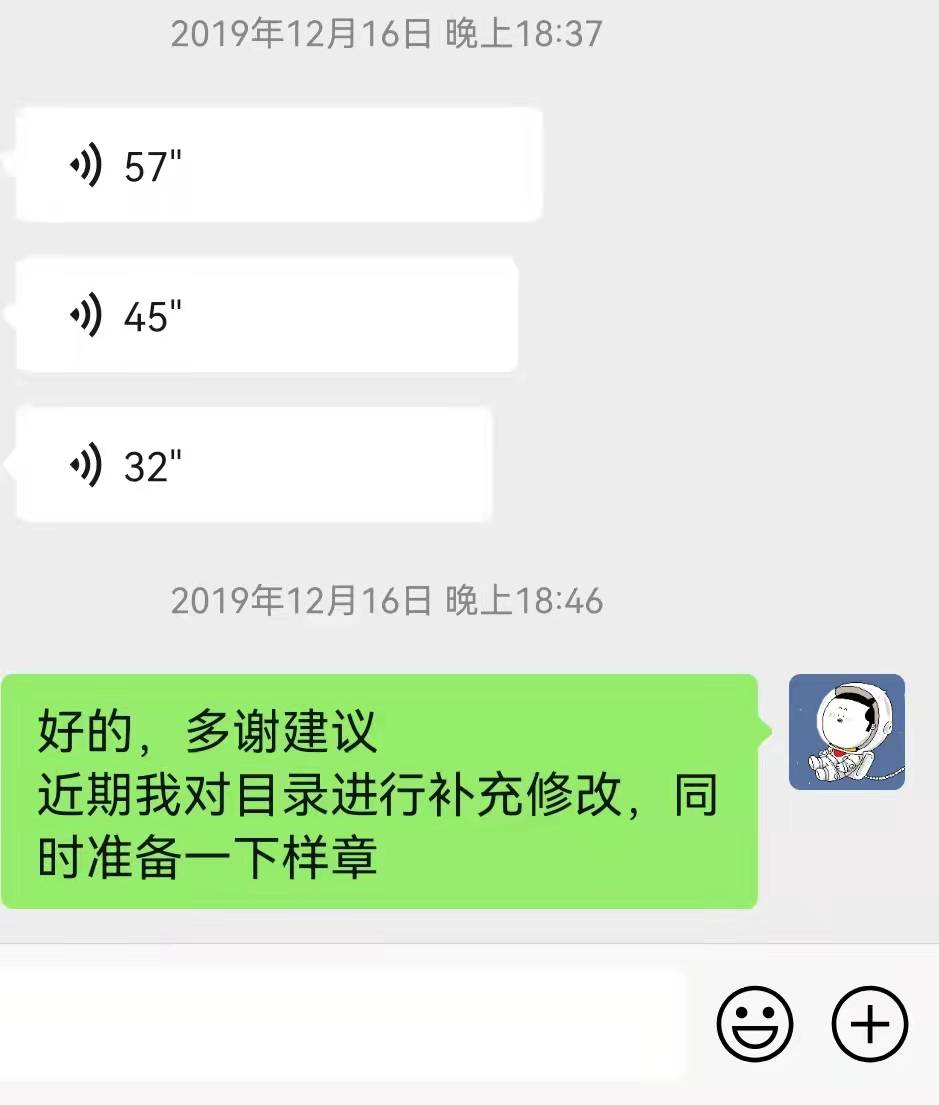 2019年12月16日 晚上18:37
57"
45"
32"
2019年12月16日 晚上18:46
好的，多谢建议
近期我对目录进行补充修改，同
时准备一下样章